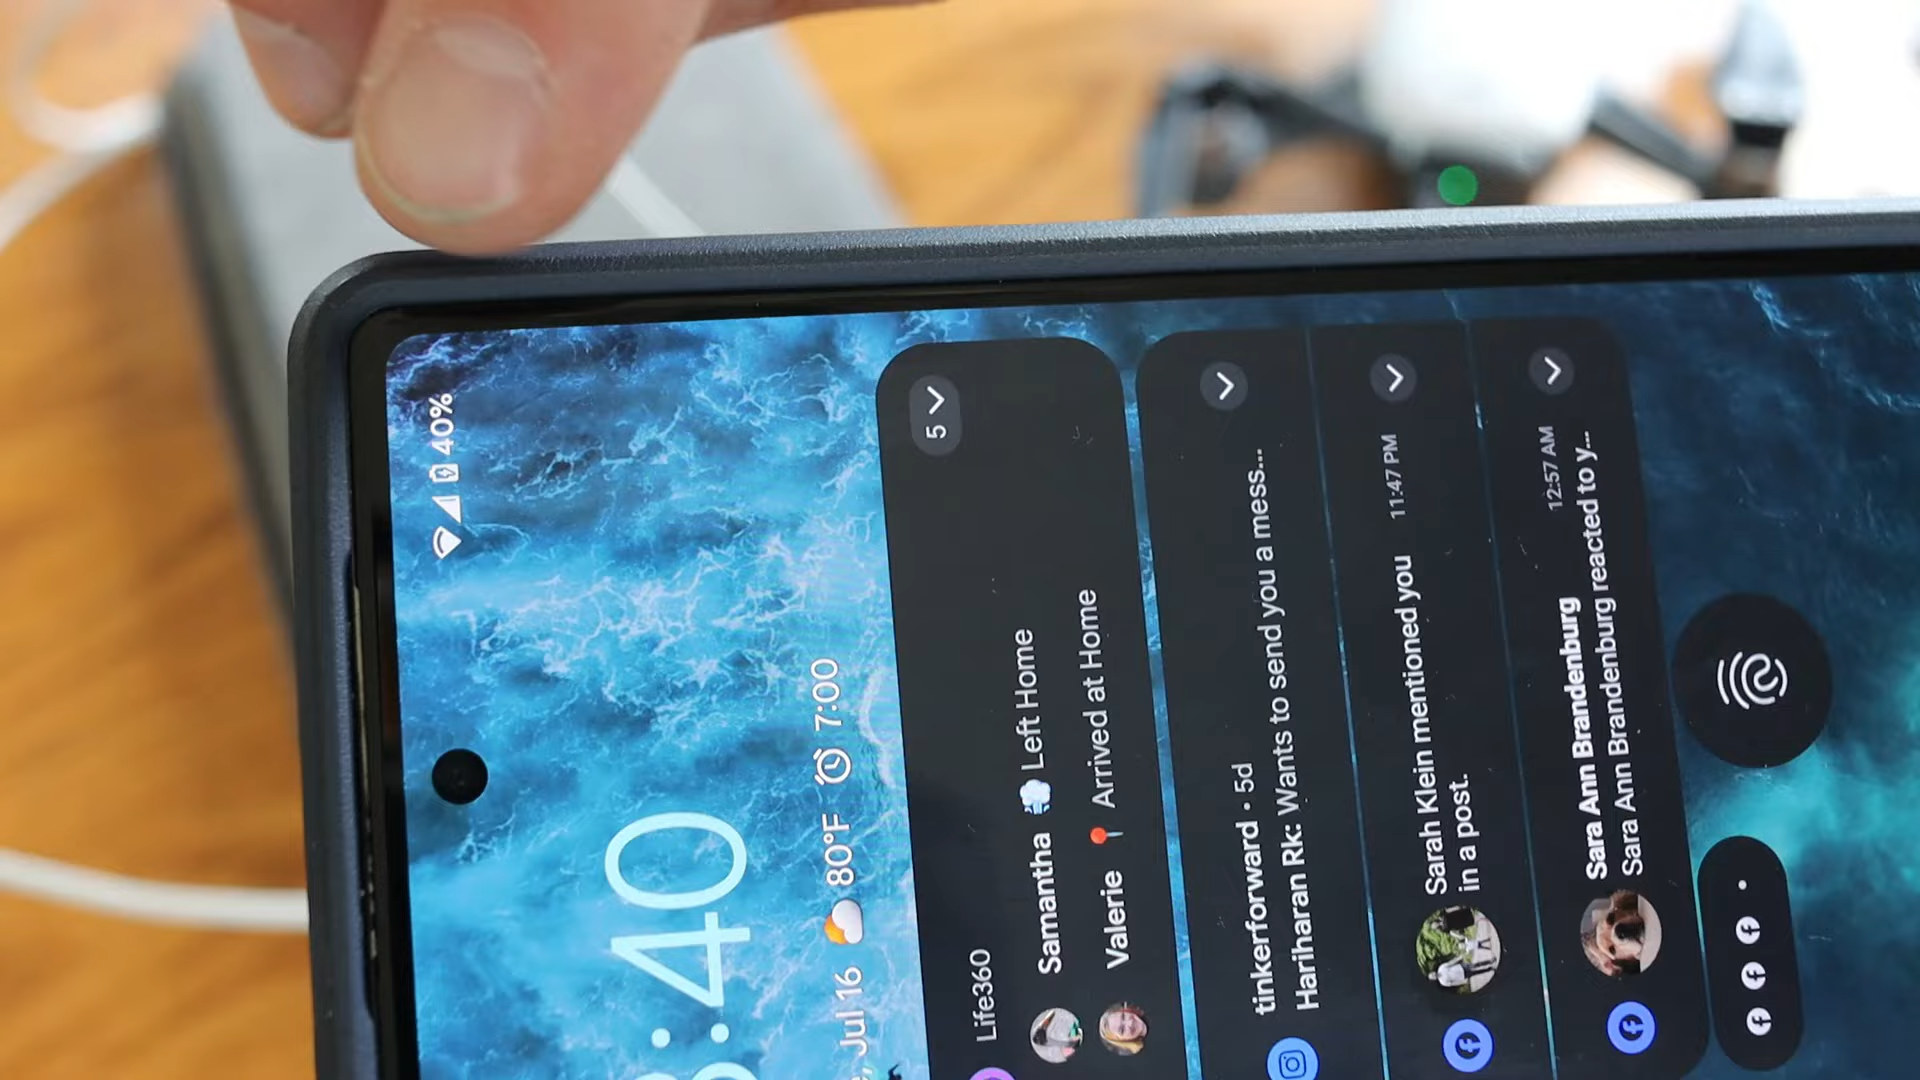 40%
:40
Jul 16 80°F 7:00
Life360
5
Samantha Left Home
Valerie Arrived at Home
tinkerforward • 5d
Hariharan Rk: Wants to send you a mess...
Sarah Klein mentioned you 11:47 PM
in a post.
Sara Ann Brandenburg 12:57 AM
Sara Ann Brandenburg reacted to y...